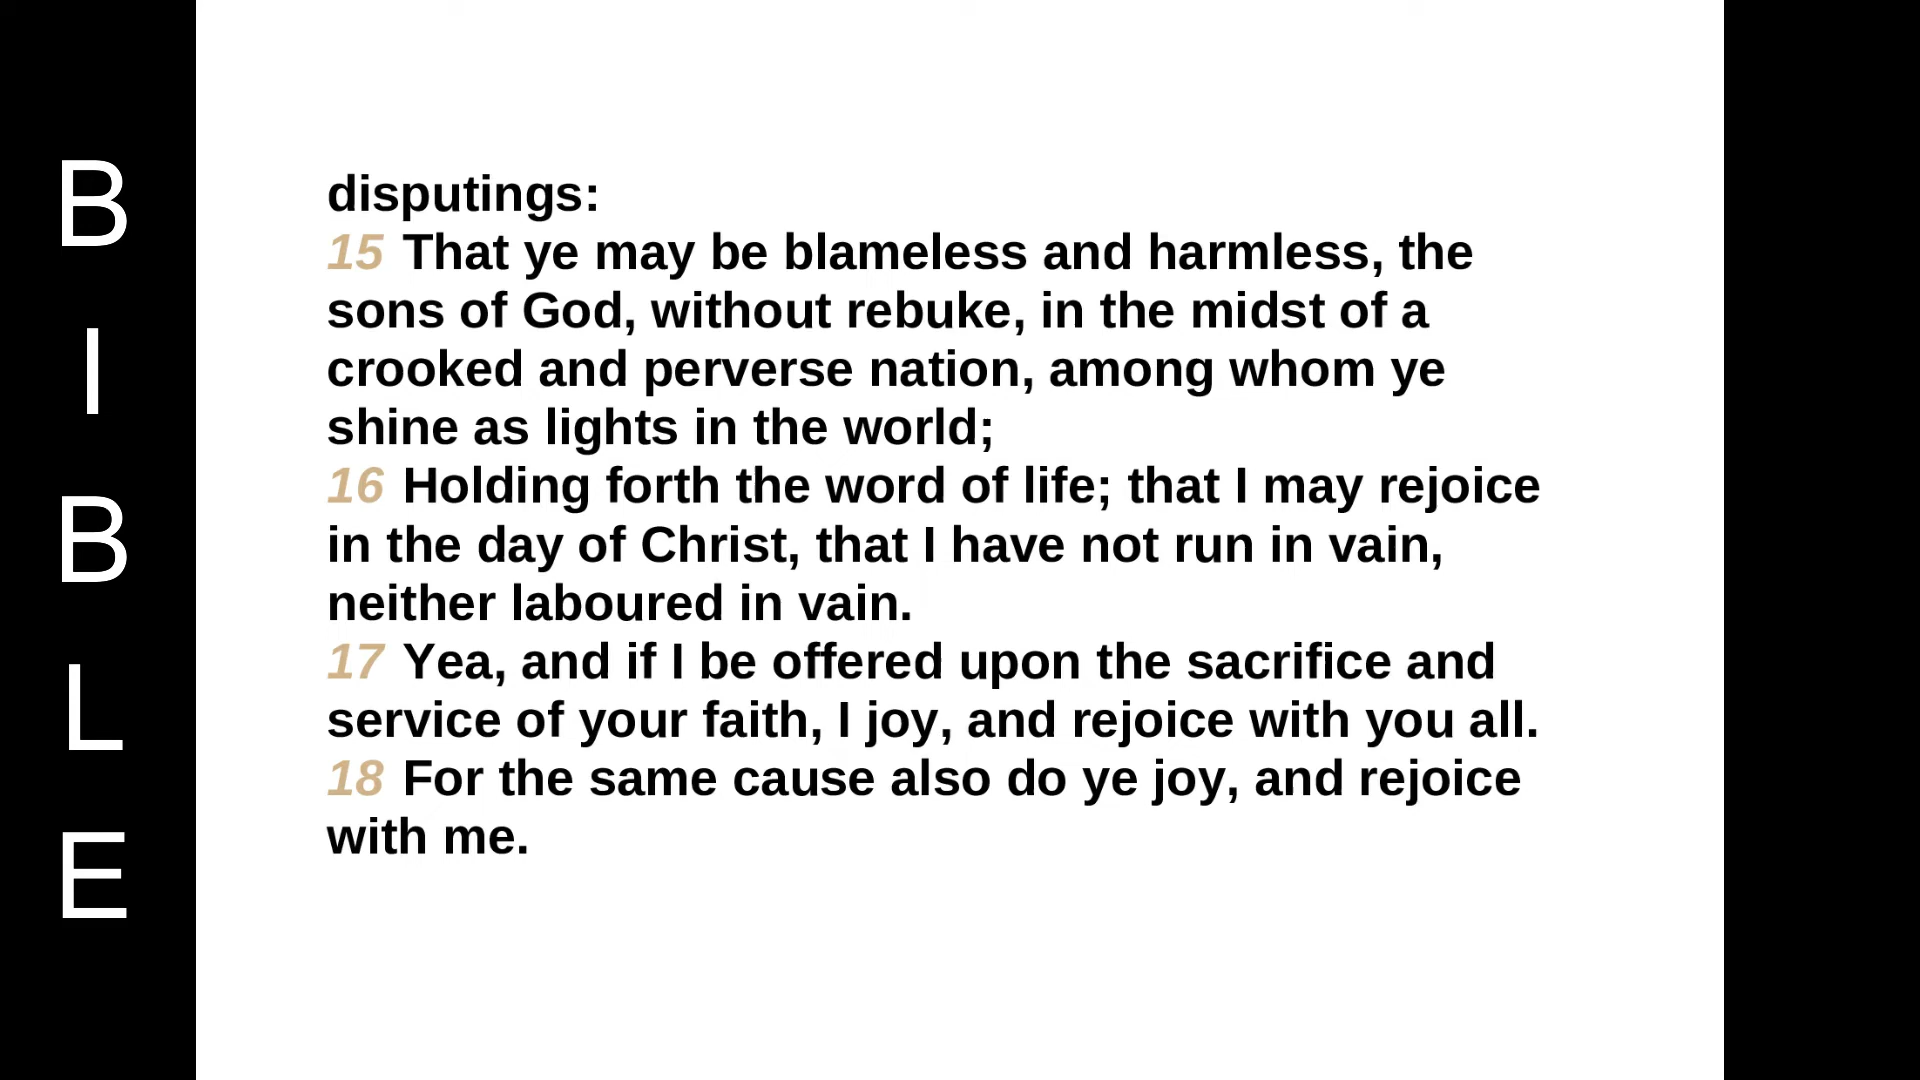 B
I
B
L
E
disputings:
15 That ye may be blameless and harmless, the
sons of God, without rebuke, in the midst of a
crooked and perverse nation, among whom ye
shine as lights in the world;
16 Holding forth the word of life; that I may rejoice
in the day of Christ, that I have not run in vain,
neither laboured in vain.
17 Yea, and if I be offered upon the sacrifice and
service of your faith, I joy, and rejoice with you all.
18 For the same cause also do ye joy, and rejoice
with me.